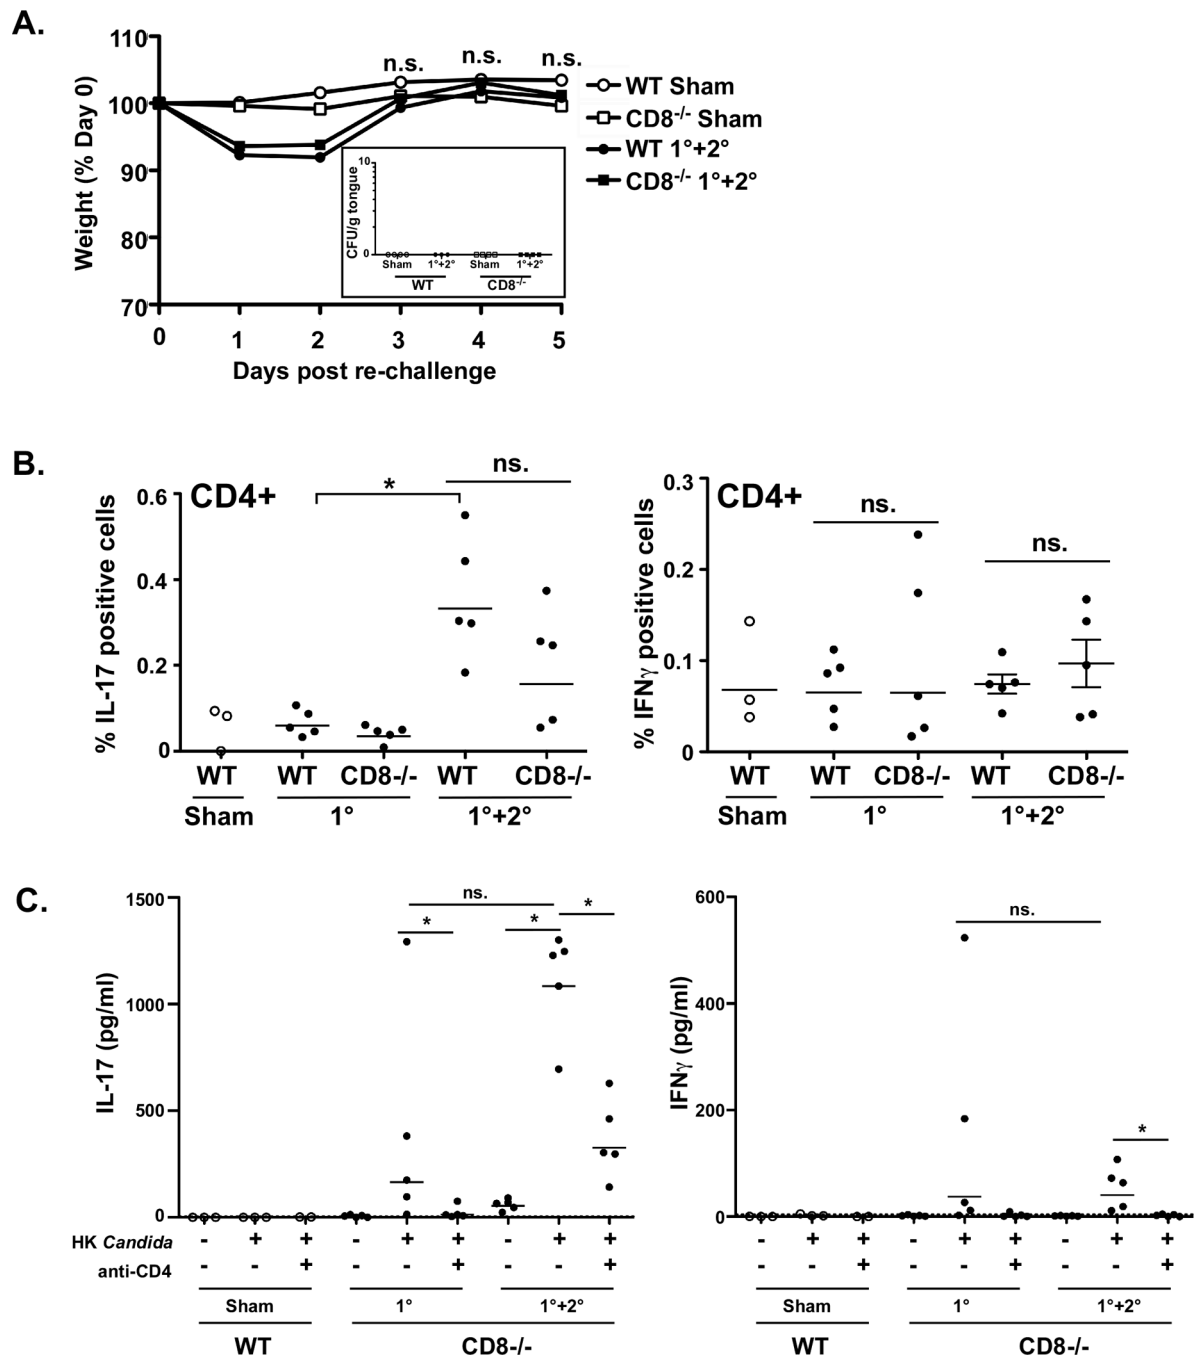 A.
110
100
90
80
70
Weight (% Day 0)
n.s. n.s. n.s.
WT Sham
CD8-/- Sham
WT 1°+2°
CD8-/- 1°+2°
10
0
CFU/g tongue
Sham 1°+2° Sham 1°+2°
WT CD8-/-
0 1 2 3 4 5
Days post re-challenge
B.
% IL-17 positive cells
0.6
0.4
0.2
0
CD4+
*
ns.
WT WT CD8-/- WT CD8-/-
Sham 1° 1°+2°
% IFNγ positive cells
0.3
0.2
0.1
0
CD4+
ns.
ns.
WT WT CD8-/- WT CD8-/-
Sham 1° 1°+2°
C.
IL-17 (pg/ml)
1500
1000
500
0
ns.
* * *
HK Candida - + + - + + - + +
anti-CD4 - - + - - + - - +
Sham 1° 1°+2°
WT CD8-/-
IFNγ (pg/ml)
600
400
200
0
ns.
*
- + + - + + - + +
- - + - - + - - +
Sham 1° 1°+2°
WT CD8-/-